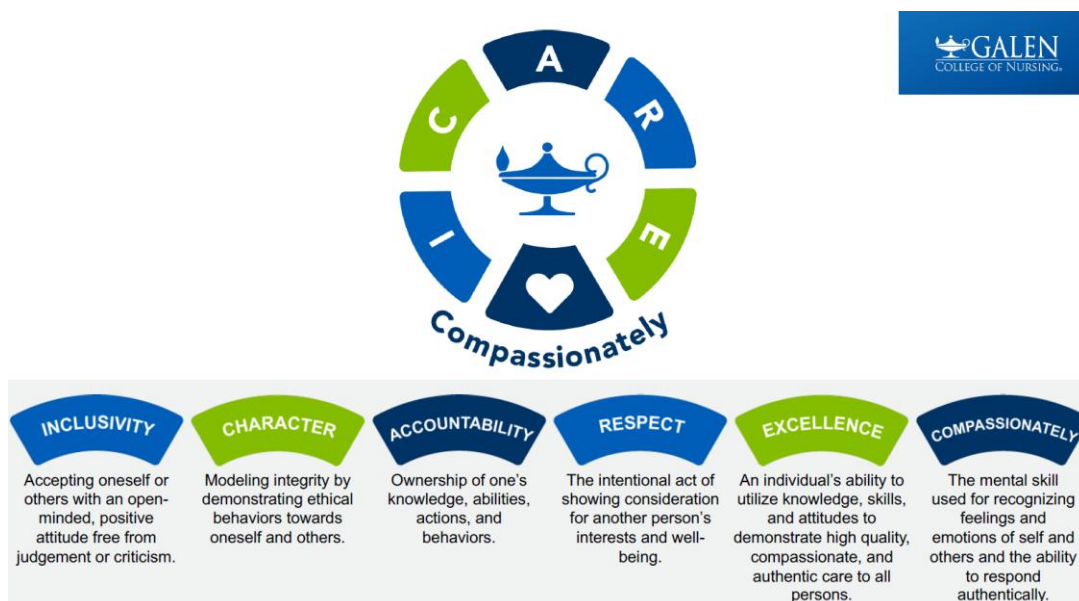 GALEN
COLLEGE OF NURSING®
I C A R E
Compassionately
INCLUSIVITY
Accepting oneself or
others with an open-
minded, positive
attitude free from
judgement or criticism.
CHARACTER
Modeling integrity by
demonstrating ethical
behaviors towards
oneself and others.
ACCOUNTABILITY
Ownership of one's
knowledge, abilities,
actions, and
behaviors.
RESPECT
The intentional act of
showing consideration
for another person's
interests and well-
being.
EXCELLENCE
An individual's ability to
utilize knowledge, skills,
and attitudes to
demonstrate high quality,
compassionate, and
authentic care to all
persons.
COMPASSIONATELY
The mental skill
used for recognizing
feelings and
emotions of self and
others and the ability
to respond
authentically.